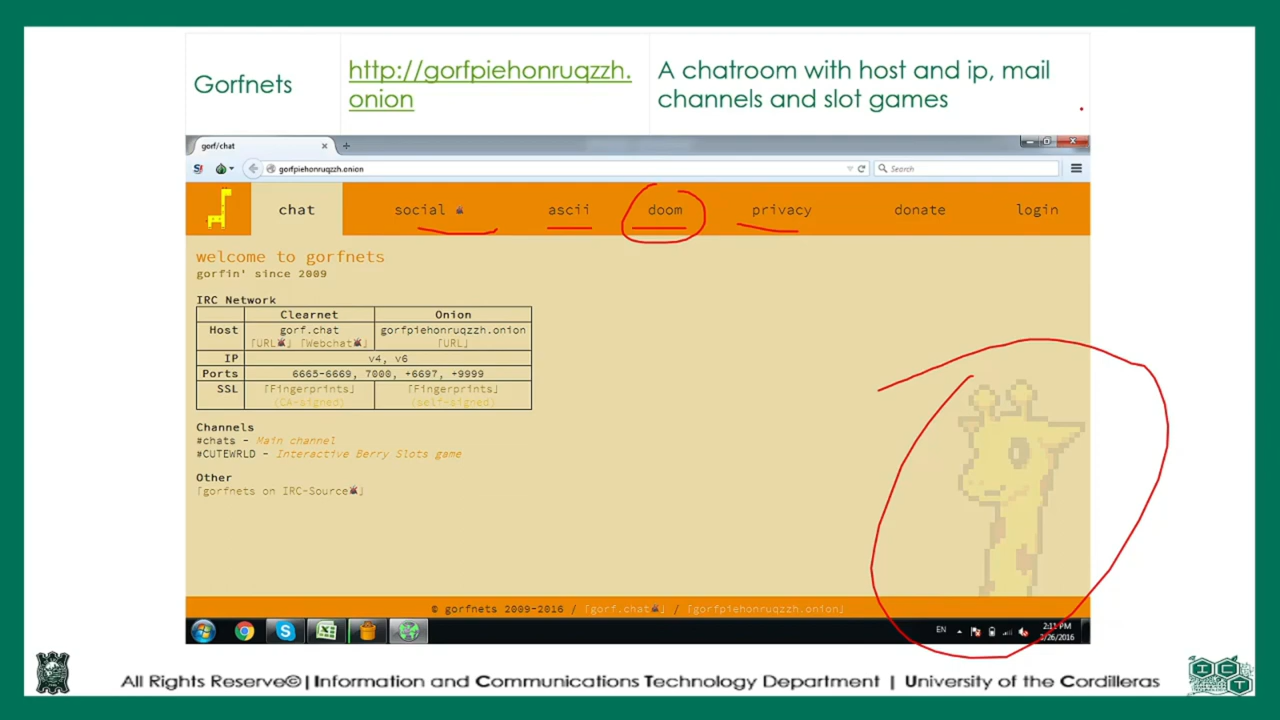 Gorfnets
http://gorfpiehonruqzzh.
onion
A chatroom with host and ip, mail
channels and slot games
gorf/chat
gorfpiehonruqzzh.onion
Search
chat social ascii doom privacy donate login
welcome to gorfnets
gorfin' since 2009
IRC Network
Clearnet Onion
Host gorf.chat gorfpiehonruqzzh.onion
[URL] [Webchat] [URL]
IP v4, v6
Ports 6665-6669, 7000, +6697, +9999
SSL [Fingerprints] [Fingerprints]
(CA-signed) (self-signed)
Channels
#chats - Main channel
#CUTEWRLD - Interactive Berry Slots game
Other
[gorfnets on IRC-Source]
© gorfnets 2009-2016 / [gorf.chat] / [gorfpiehonruqzzh.onion]
EN
2:11 PM
2/26/2016
All Rights Reserve©|Information and Communications Technology Department | University of the Cordilleras
ICT